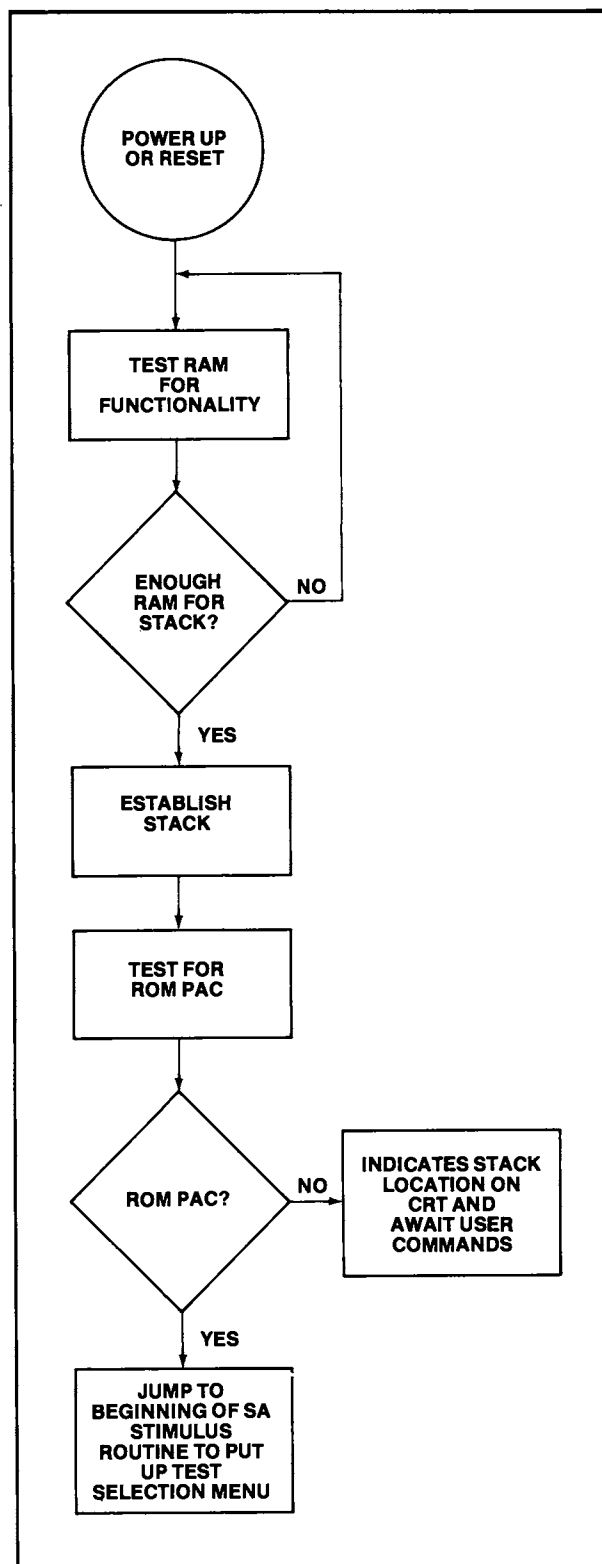 POWER UP
OR RESET
TEST RAM
FOR
FUNCTIONALITY
ENOUGH
RAM FOR
STACK?
NO
YES
ESTABLISH
STACK
TEST FOR
ROM PAC
ROM PAC?
NO
INDICATES STACK
LOCATION ON
CRT AND
AWAIT USER
COMMANDS
YES
JUMP TO
BEGINNING OF SA
STIMULUS
ROUTINE TO PUT
UP TEST
SELECTION MENU